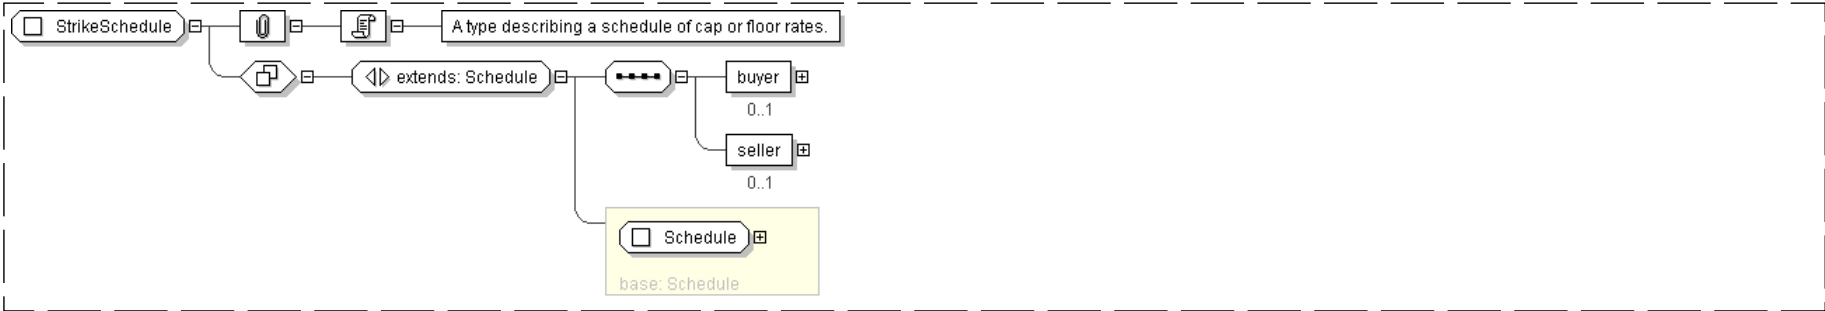 StrikeSchedule
A type describing a schedule of cap or floor rates.
extends: Schedule
buyer
0..1
seller
0..1
Schedule
base: Schedule